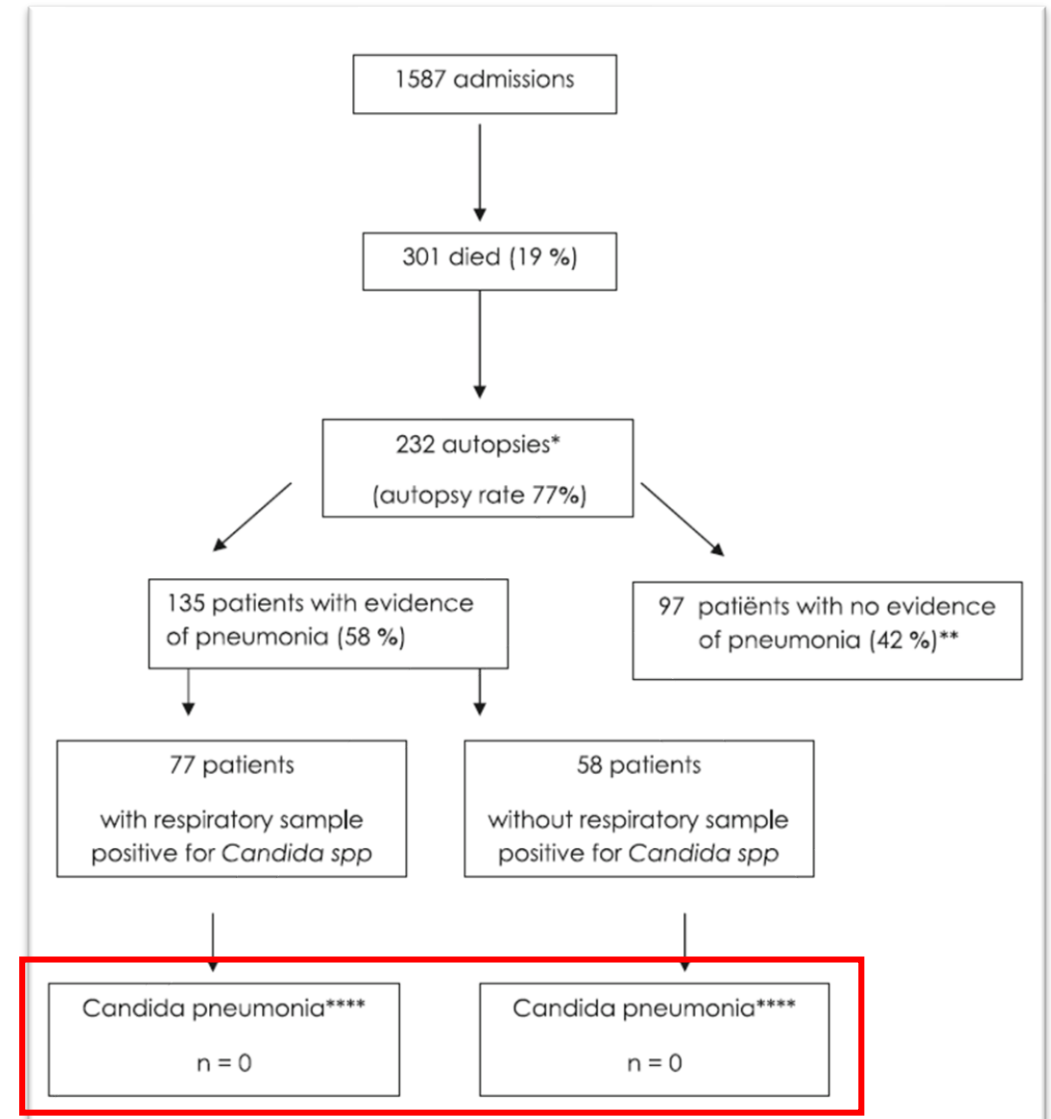 1587 admissions
301 died (19 %)
232 autopsies*
(autopsy rate 77%)
135 patients with evidence
of pneumonia (58 %)
97 patiënts with no evidence
of pneumonia (42 %)**
77 patients
with respiratory sample
positive for Candida spp
58 patients
without respiratory sample
positive for Candida spp
Candida pneumonia****
n = 0
Candida pneumonia****
n = 0